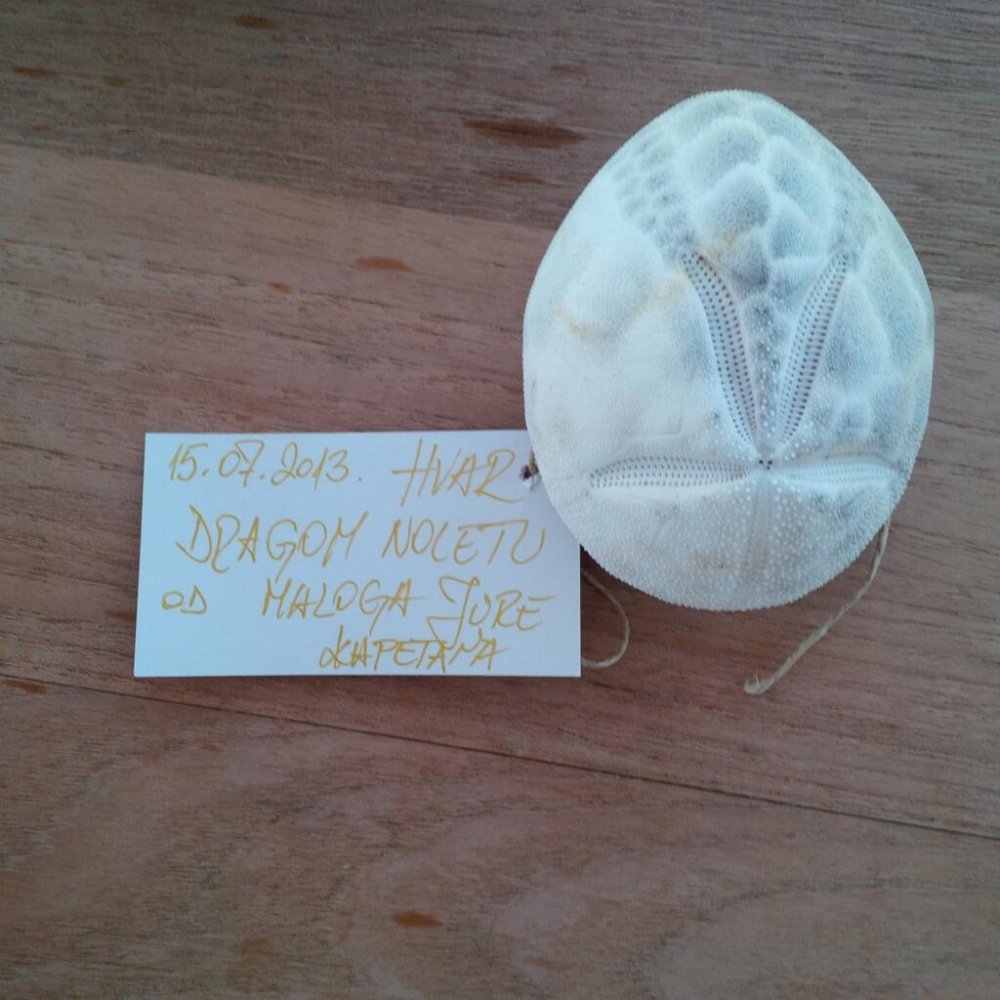 15.07.2013. HVAR
DRAGOM NOLETU
OD MALOGA JURE
KAPETANA